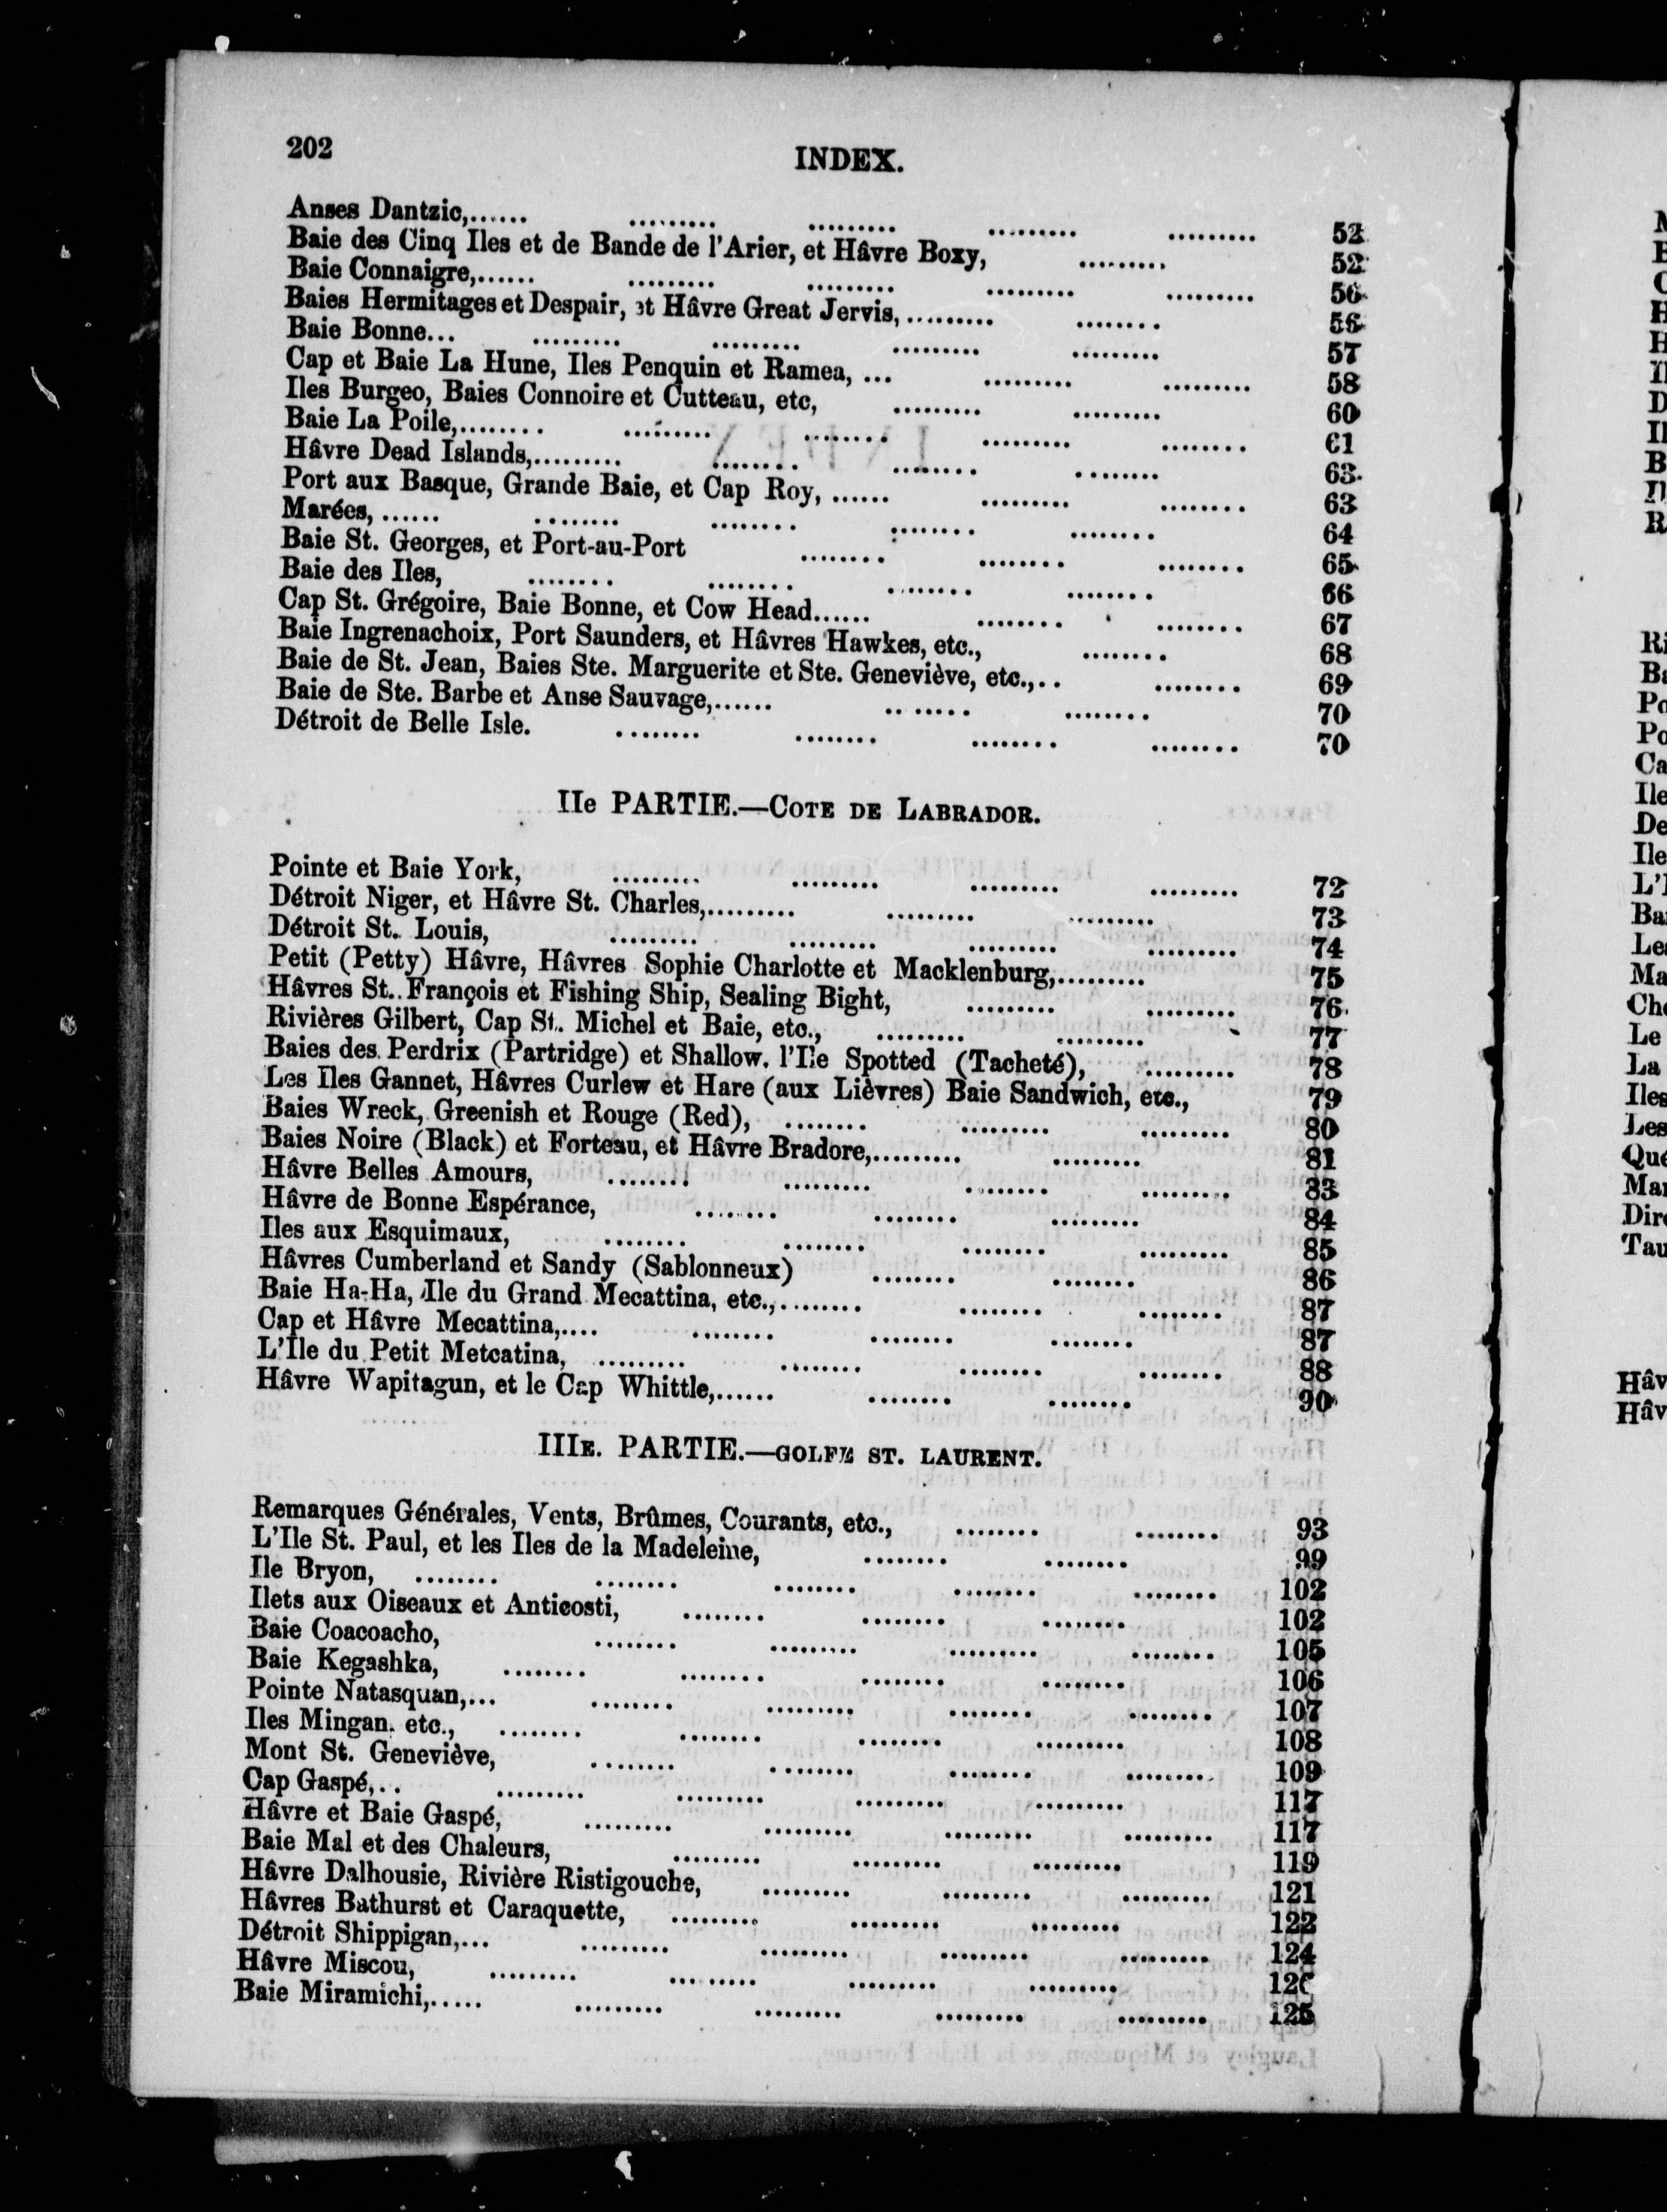 202
INDEX.
Anses Dantzic,...... ......... ......... ......... ......... 52
Baie des Cinq Iles et de Bande de l'Arier, et Hâvre Boxy, ......... 52
Baie Connaigre,...... ......... ......... ......... ......... 56
Baies Hermitages et Despair, et Hâvre Great Jervis,......... ........ 56
Baie Bonne... ......... ......... ......... ......... 57
Cap et Baie La Hune, Iles Penquin et Ramea, ... ......... ......... 58
Iles Burgeo, Baies Connoire et Cutteau, etc, ......... ......... 60
Baie La Poile,........ ......... ........ ......... ........ 61
Hâvre Dead Islands,......... ........ ........ ........ 63
Port aux Basque, Grande Baie, et Cap Roy, ...... ......... ........ 63
Marées, ...... ........ ........ ........ ........ 64
Baie St. Georges, et Port-au-Port ........ ........ ........ 65
Baie des Iles, ........ ........ ........ ........ 66
Cap St. Grégoire, Baie Bonne, et Cow Head...... ........ ........ 67
Baie Ingrenachoix, Port Saunders, et Hâvres Hawkes, etc., ........ 68
Baie de St. Jean, Baies Ste. Marguerite et Ste. Geneviève, etc.,.. ........ 69
Baie de Ste. Barbe et Anse Sauvage,...... ........ ........ 70
Détroit de Belle Isle. ........ ........ ........ ........ 70
IIe PARTIE.—COTE DE LABRADOR.
Pointe et Baie York, ......... ......... ......... ......... 72
Détroit Niger, et Hâvre St. Charles,......... ......... ......... 73
Détroit St. Louis, ......... ......... ......... ......... 74
Petit (Petty) Hâvre, Hâvres Sophie Charlotte et Macklenburg,......... 75
Hâvres St. François et Fishing Ship, Sealing Bight, ......... ......... 76
Rivières Gilbert, Cap St. Michel et Baie, etc., ......... ......... 77
Baies des Perdrix (Partridge) et Shallow, l'Ile Spotted (Tacheté), ......... 78
Les Iles Gannet, Hâvres Curlew et Hare (aux Lièvres) Baie Sandwich, etc., 79
Baies Wreck, Greenish et Rouge (Red), ........ ......... ......... 80
Baies Noire (Black) et Forteau, et Hâvre Bradore,......... ......... 81
Hâvre Belles Amours, ........ ......... ........ ......... 83
Hâvre de Bonne Espérance, ........ ........ ......... 84
Iles aux Esquimaux, ........ ........ ........ ......... 85
Hâvres Cumberland et Sandy (Sablonneux) ........ ........ 86
Baie Ha-Ha, Ile du Grand Mecattina, etc.,........ ........ ........ 87
Cap et Hâvre Mecattina,.... ........ ........ ........ 87
L'Ile du Petit Metcatina, ......... ........ ........ ........ 88
Hâvre Wapitagun, et le Cap Whittle,...... ........ ........ 90
IIIE. PARTIE.—GOLFE ST. LAURENT.
Remarques Générales, Vents, Brûmes, Courants, etc., ........ ........ 93
L'Ile St. Paul, et les Iles de la Madeleine, ........ ........ 99
Ile Bryon, ........ ........ ........ ........ ........ 102
Ilets aux Oiseaux et Anticosti, ........ ........ ........ 102
Baie Coacoacho, ........ ......... ......... ........ 105
Baie Kegashka, ........ ........ ........ ........ 106
Pointe Natasquan,... ........ ......... ........ ........ 107
Iles Mingan. etc., ........ ........ ........ ......... 108
Mont St. Geneviève, ........ ........ ........ ......... 109
Cap Gaspé,.. ......... ......... ......... ......... 117
Hâvre et Baie Gaspé, ......... ......... ......... ......... 117
Baie Mal et des Chaleurs, ......... ......... ......... 119
Hâvre Dalhousie, Rivière Ristigouche, ......... ......... ......... 121
Hâvres Bathurst et Caraquette, ......... ......... ......... 122
Détroit Shippigan,... ......... ......... ......... ......... 124
Hâvre Miscou, ......... ......... ......... .........
Baie Miramichi,..... ......... ......... ......... ......... 125